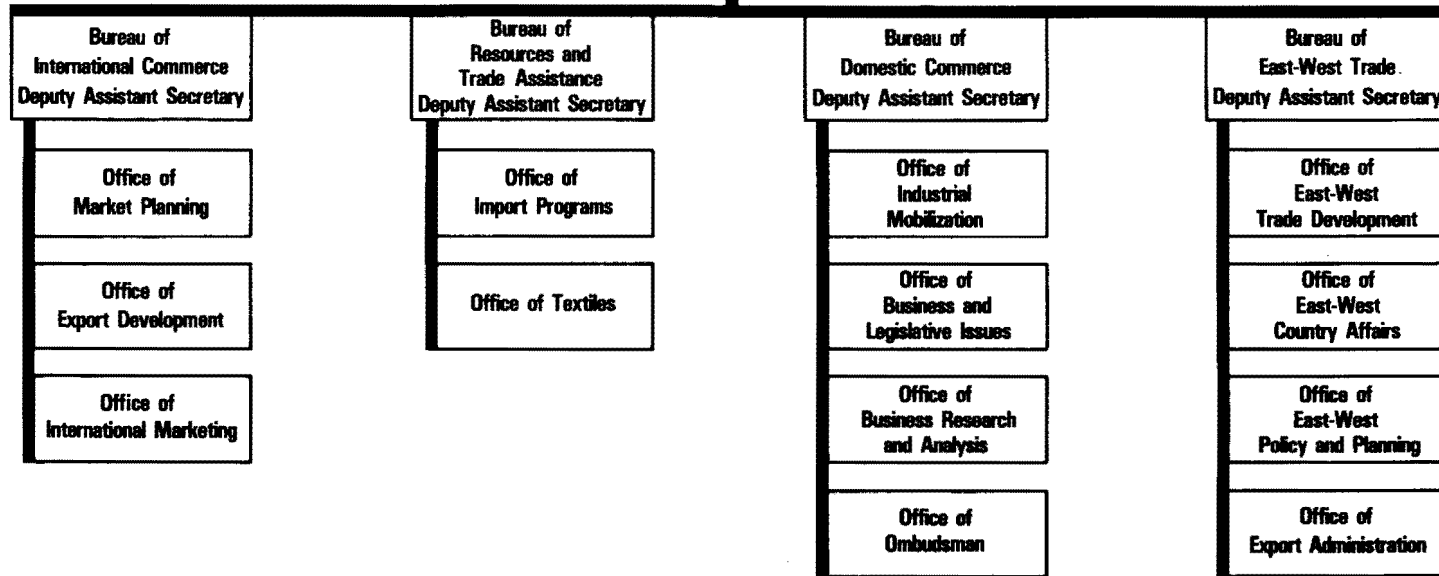 Bureau of
International Commerce
Deputy Assistant Secretary
Office of
Market Planning
Office of
Export Development
Office of
International Marketing
Bureau of
Resources and
Trade Assistance
Deputy Assistant Secretary
Office of
Import Programs
Office of Textiles
Bureau of
Domestic Commerce
Deputy Assistant Secretary
Office of
Industrial
Mobilization
Office of
Business and
Legislative Issues
Office of
Business Research
and Analysis
Office of
Ombudsman
Bureau of
East-West Trade
Deputy Assistant Secretary
Office of
East-West
Trade Development
Office of
East-West
Country Affairs
Office of
East-West
Policy and Planning
Office of
Export Administration